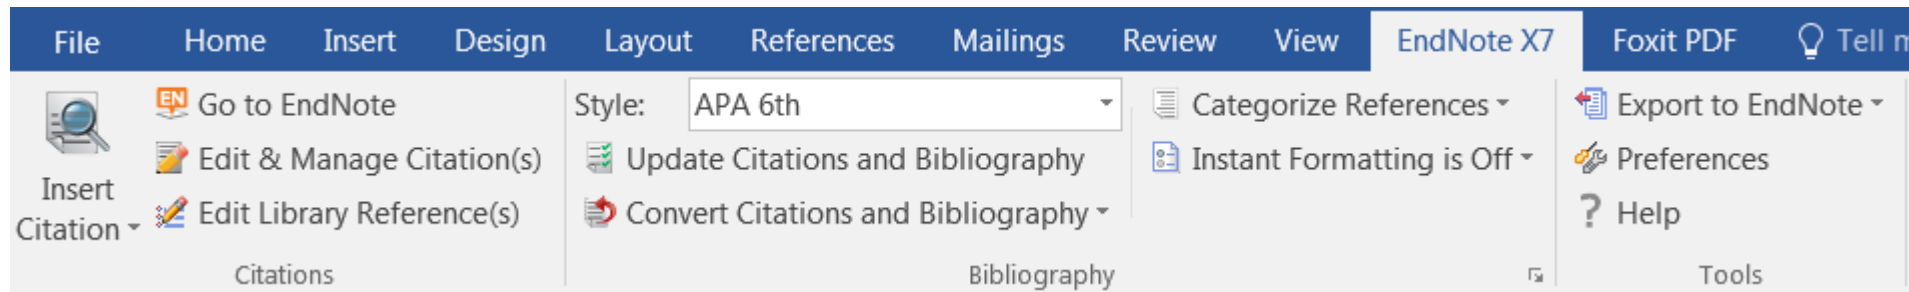 File Home Insert Design Layout References Mailings Review View EndNote X7 Foxit PDF Tell
Insert
Citation
Go to EndNote
Edit & Manage Citation(s)
Edit Library Reference(s)
Citations
Style: APA 6th
Update Citations and Bibliography
Convert Citations and Bibliography
Categorize References
Instant Formatting is Off
Bibliography
Export to EndNote
Preferences
? Help
Tools